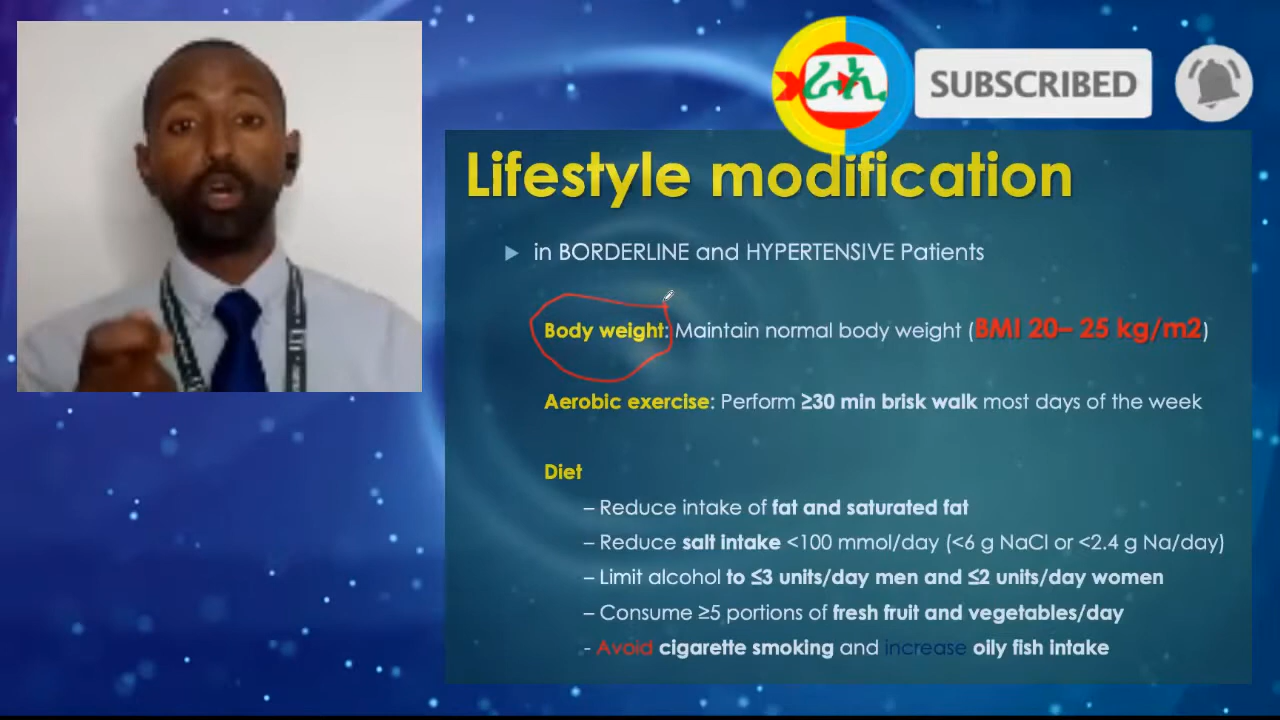 ራኤ
SUBSCRIBED
Lifestyle modification
in BORDERLINE and HYPERTENSIVE Patients
Body weight: Maintain normal body weight (BMI 20– 25 kg/m2)
Aerobic exercise: Perform ≥30 min brisk walk most days of the week
Diet
– Reduce intake of fat and saturated fat
– Reduce salt intake <100 mmol/day (<6 g NaCl or <2.4 g Na/day)
– Limit alcohol to ≤3 units/day men and ≤2 units/day women
– Consume ≥5 portions of fresh fruit and vegetables/day
- Avoid cigarette smoking and increase oily fish intake